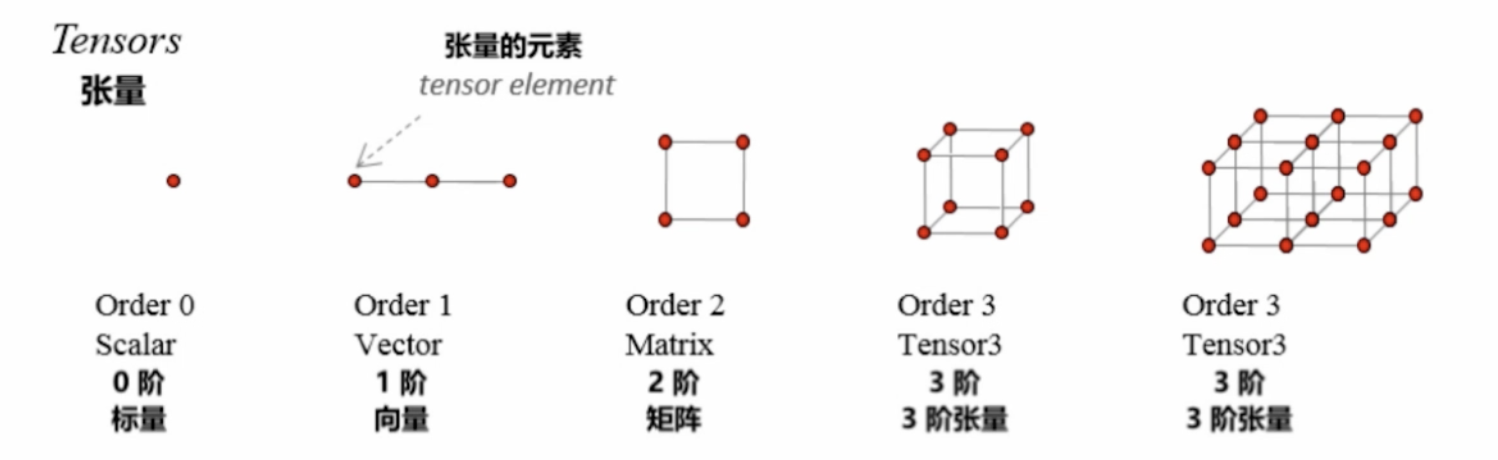 Tensors
张量
张量的元素
tensor element
Order 0
Scalar
0 阶
标量
Order 1
Vector
1 阶
向量
Order 2
Matrix
2 阶
矩阵
Order 3
Tensor3
3 阶
3 阶张量
Order 3
Tensor3
3 阶
3 阶张量